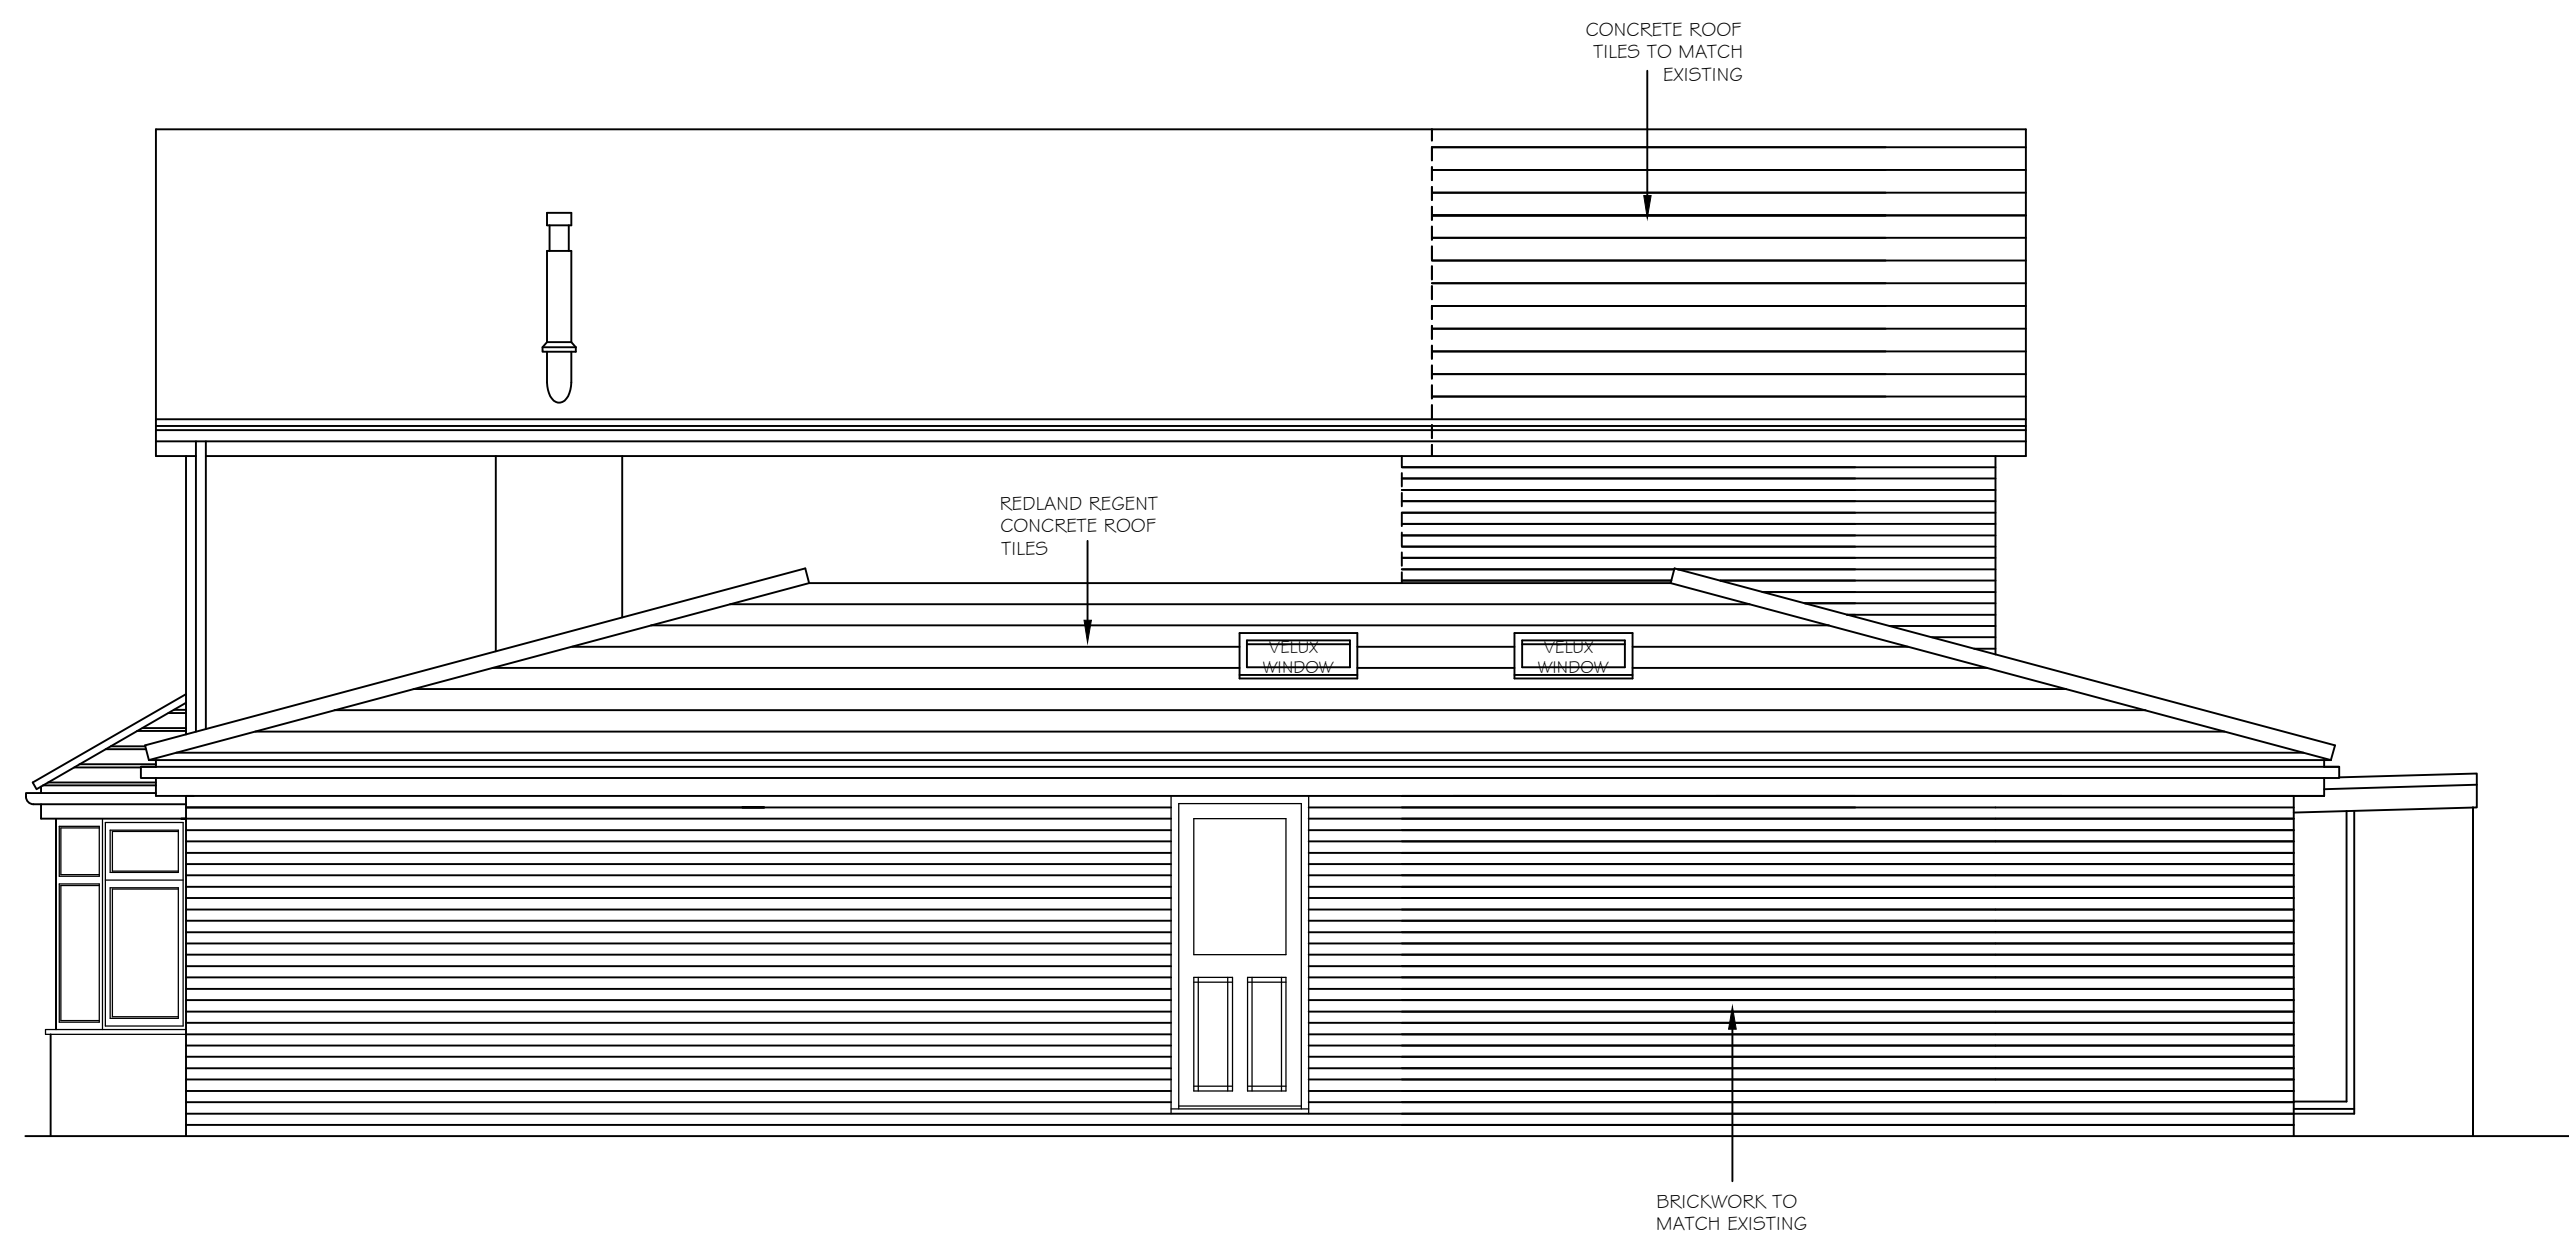 CONCRETE ROOF
TILES TO MATCH
EXISTING
REDLAND REGENT
CONCRETE ROOF
TILES
VELUX
WINDOW
VELUX
WINDOW
BRICKWORK TO
MATCH EXISTING